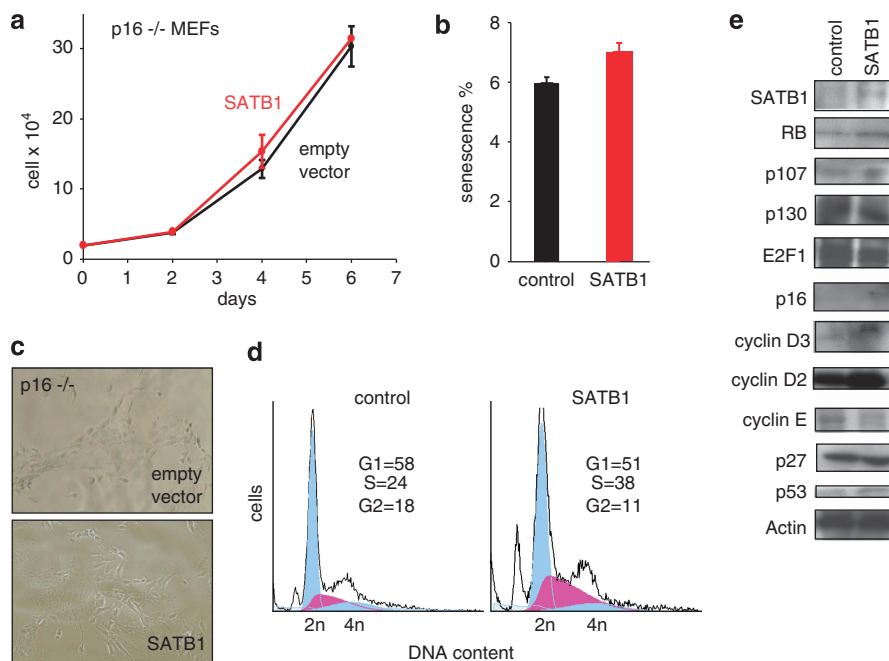 a
p16 -/- MEFs
cell x 10⁴
30
20
10
0
SATB1
empty
vector
0 1 2 3 4 5 6 7
days
b
senescence %
8
6
4
2
0
control SATB1
c
p16 -/-
empty
vector
SATB1
d
cells
control
G1=58
S=24
G2=18
2n 4n
SATB1
G1=51
S=38
G2=11
2n 4n
DNA content
e
control
SATB1
SATB1
RB
p107
p130
E2F1
p16
cyclin D3
cyclin D2
cyclin E
p27
p53
Actin